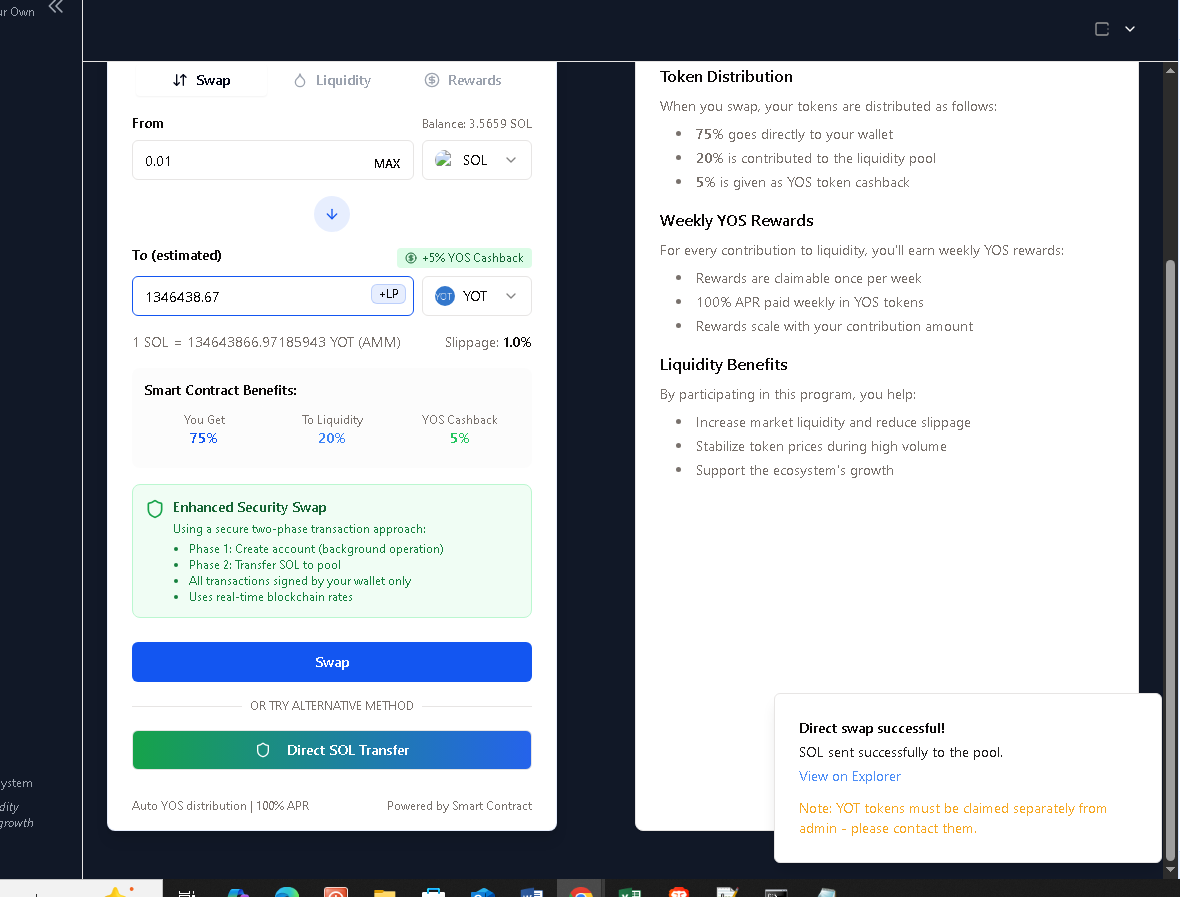 ur Own
Swap
Liquidity
Rewards
From
Balance: 3.5659 SOL
0.01
MAX
SOL
To (estimated)
+5% YOS Cashback
1346438.67
+LP
YOT
YOT
1 SOL = 134643866.97185943 YOT (AMM)
Slippage: 1.0%
Smart Contract Benefits:
You Get
To Liquidity
YOS Cashback
75%
20%
5%
Enhanced Security Swap
Using a secure two-phase transaction approach:
• Phase 1: Create account (background operation)
• Phase 2: Transfer SOL to pool
• All transactions signed by your wallet only
• Uses real-time blockchain rates
Swap
OR TRY ALTERNATIVE METHOD
Direct SOL Transfer
Auto YOS distribution | 100% APR
Powered by Smart Contract
ystem
dity
growth
Token Distribution
When you swap, your tokens are distributed as follows:
• 75% goes directly to your wallet
• 20% is contributed to the liquidity pool
• 5% is given as YOS token cashback
Weekly YOS Rewards
For every contribution to liquidity, you'll earn weekly YOS rewards:
• Rewards are claimable once per week
• 100% APR paid weekly in YOS tokens
• Rewards scale with your contribution amount
Liquidity Benefits
By participating in this program, you help:
• Increase market liquidity and reduce slippage
• Stabilize token prices during high volume
• Support the ecosystem's growth
Direct swap successful!
SOL sent successfully to the pool.
View on Explorer
Note: YOT tokens must be claimed separately from
admin - please contact them.